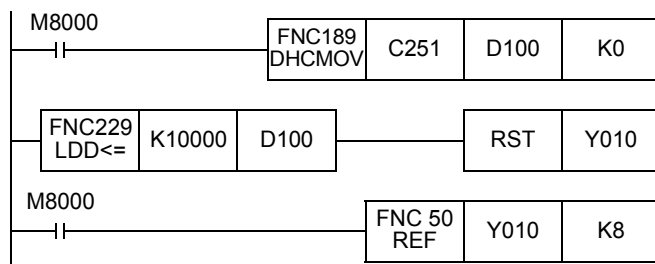 M8000
FNC189
DHCMOV
C251
D100
K0
FNC229
LDD<=
K10000
D100
RST
Y010
M8000
FNC 50
REF
Y010
K8